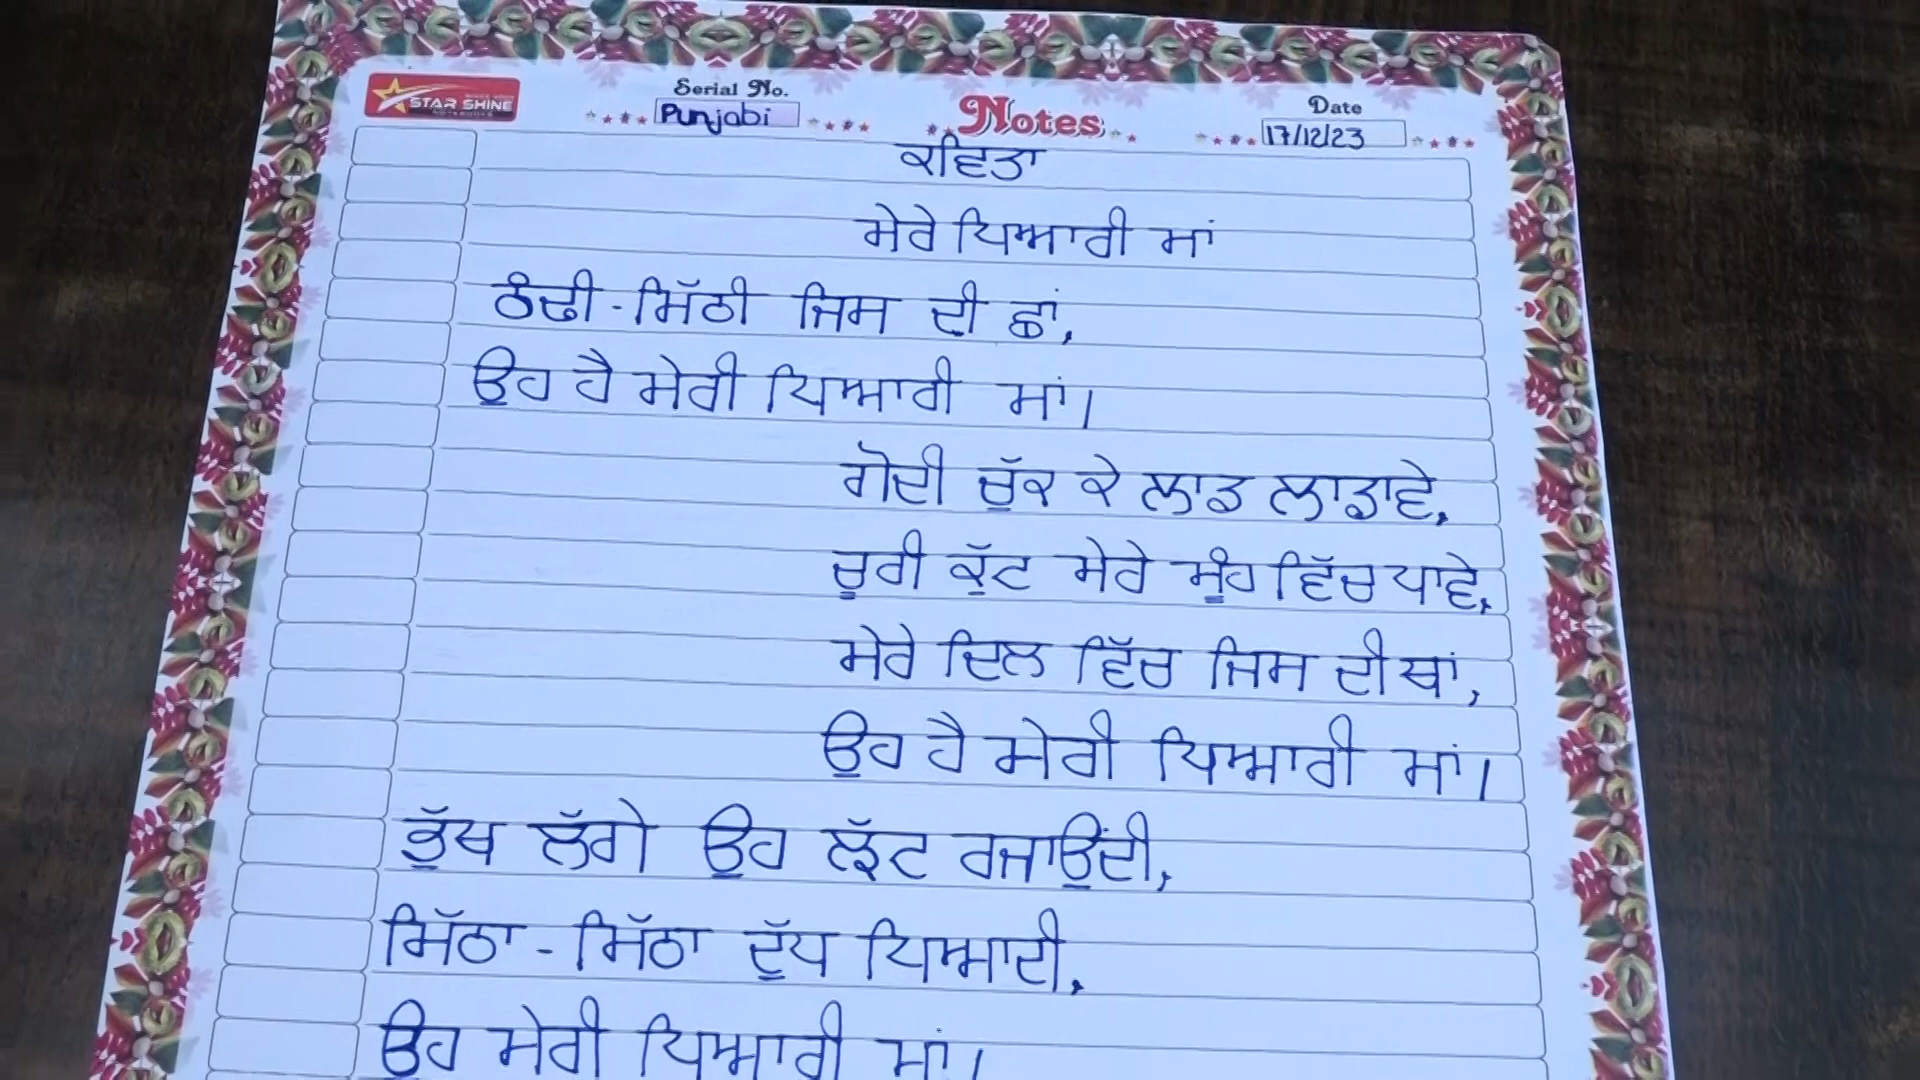 STAR SHINE
NOTEBOOKS
Serial No.
Punjabi
Notes
Date
17/12/23
ਕਵਿਤਾ
ਮੇਰੇ ਪਿਆਰੀ ਮਾਂ
ਠੰਢੀ-ਮਿੱਠੀ ਜਿਸ ਦੀ ਛਾਂ,
ਉਹ ਹੈ ਮੇਰੀ ਪਿਆਰੀ ਮਾਂ।
ਗੋਦੀ ਚੁੱਕ ਕੇ ਲਾਡ ਲਾਡਾਵੇ,
ਚੂਰੀ ਕੁੱਟ ਮੇਰੇ ਮੂੰਹ ਵਿੱਚ ਪਾਵੇ,
ਮੇਰੇ ਦਿਲ ਵਿੱਚ ਜਿਸ ਦੀ ਥਾਂ,
ਉਹ ਹੈ ਮੇਰੀ ਪਿਆਰੀ ਮਾਂ।
ਭੁੱਖ ਲੱਗੇ ਉਹ ਝੱਟ ਰਜਾਉਂਦੀ,
ਮਿੱਠਾ-ਮਿੱਠਾ ਦੁੱਧ ਪਿਆਦੀ,
ਉਹ ਮੇਰੀ ਪਿਆਰੀ ਮਾਂ।